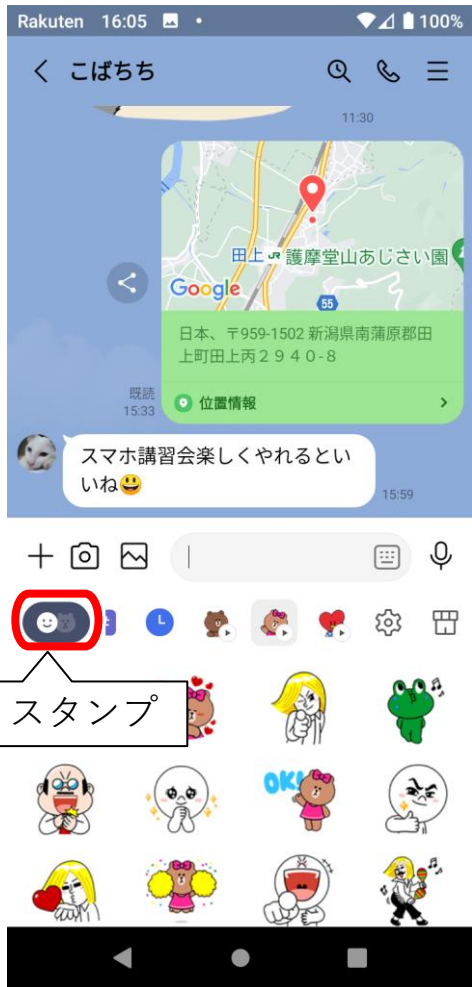 Rakuten 16:05 100%
こばちち
11:30
田上 JR 護摩堂山あじさい園
Google
55
日本、〒959-1502 新潟県南蒲原郡田
上町田上丙２９４０-８
既読
15:33
位置情報
スマホ講習会楽しくやれるとい
いね😃
15:59
スタンプ
OK!